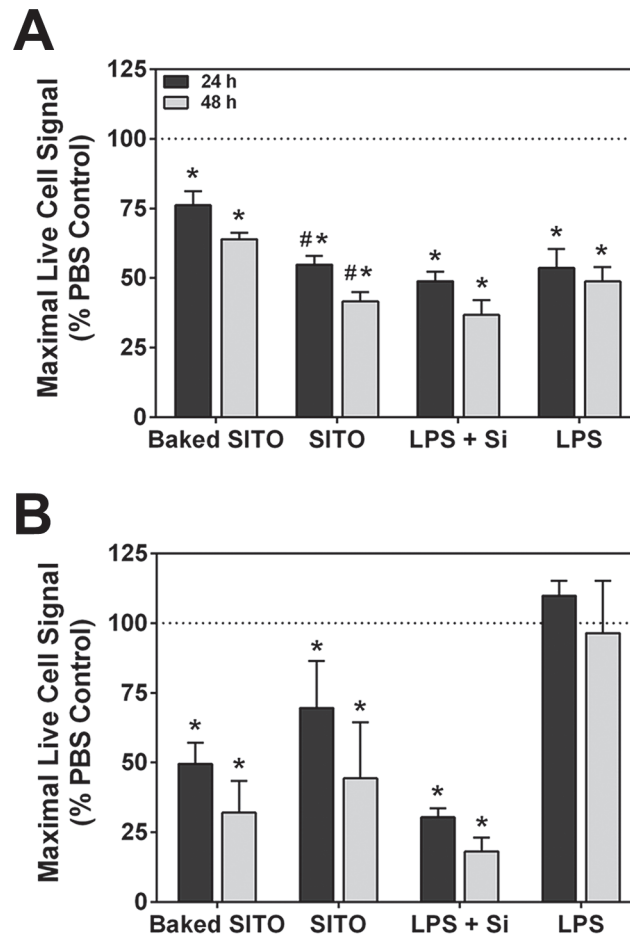 A
Maximal Live Cell Signal
(% PBS Control)
125
100
75
50
25
0
24 h
48 h
*
*
#*
#*
*
*
*
*
Baked SITO
SITO
LPS + Si
LPS
B
Maximal Live Cell Signal
(% PBS Control)
125
100
75
50
25
0
*
*
*
*
*
*
Baked SITO
SITO
LPS + Si
LPS